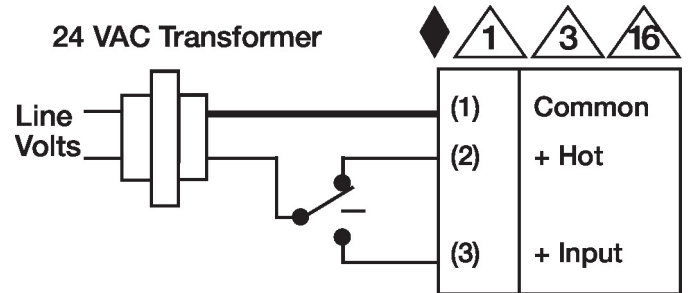 24 VAC Transformer
1 3 16
Line
Volts
(1) Common
(2) + Hot
(3) + Input